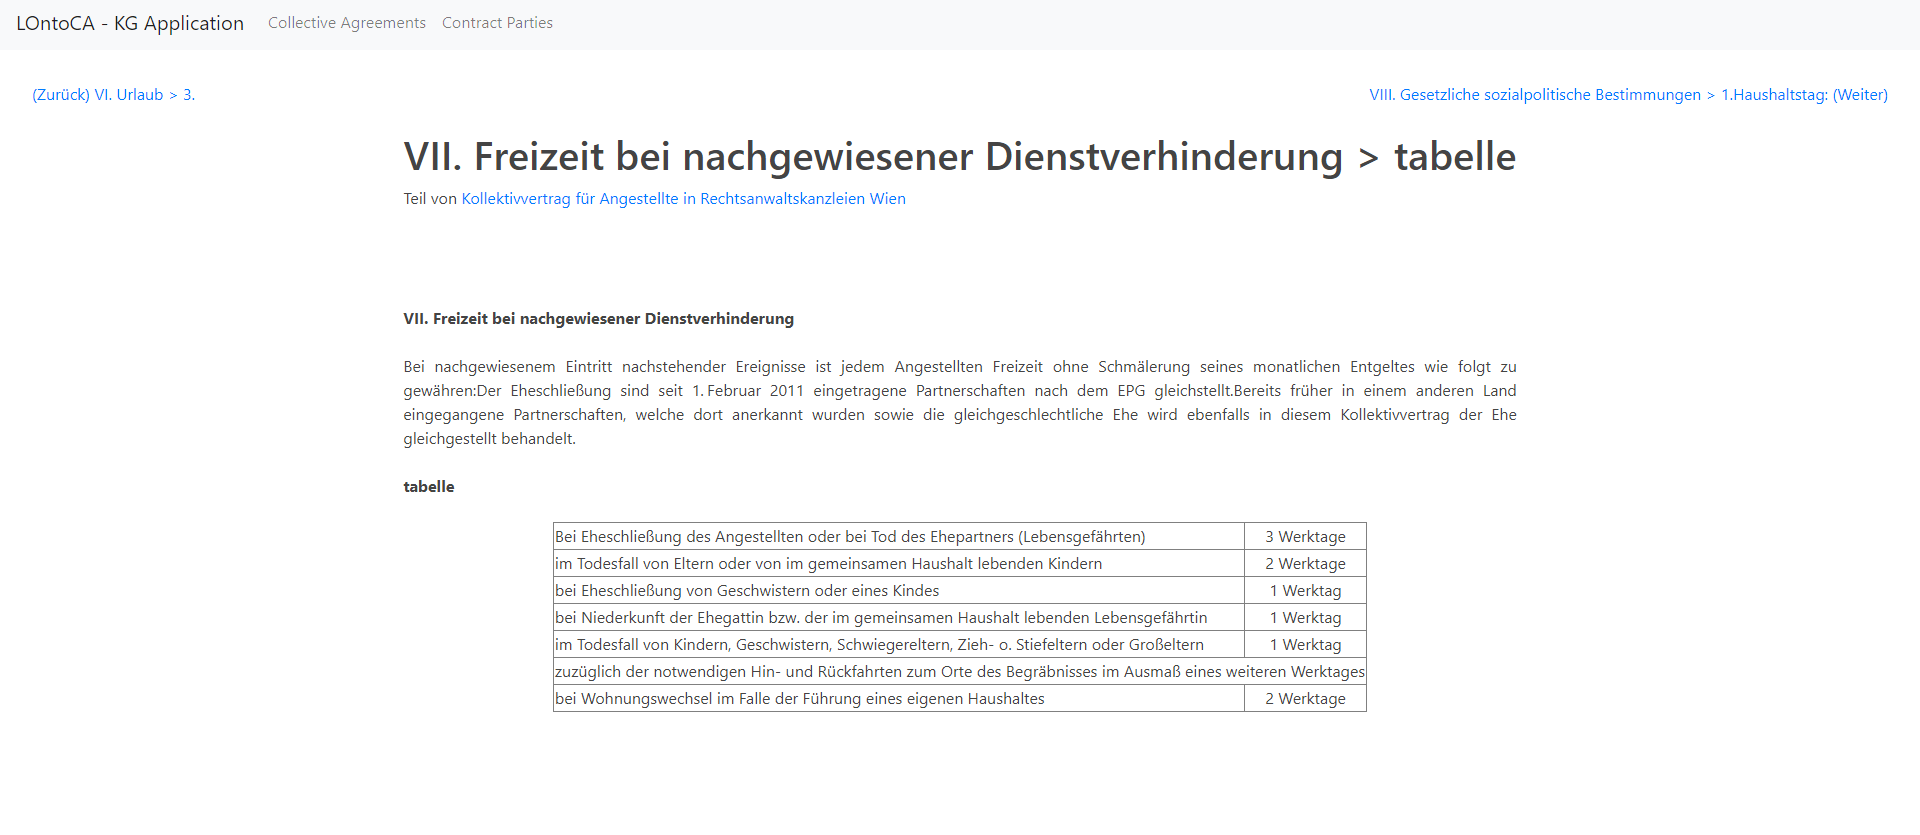 LOntoCA - KG Application Collective Agreements Contract Parties
(Zurück) VI. Urlaub > 3. VIII. Gesetzliche sozialpolitische Bestimmungen > 1.Haushaltstag: (Weiter)
VII. Freizeit bei nachgewiesener Dienstverhinderung > tabelle
Teil von Kollektivvertrag für Angestellte in Rechtsanwaltskanzleien Wien
VII. Freizeit bei nachgewiesener Dienstverhinderung
Bei nachgewiesenem Eintritt nachstehender Ereignisse ist jedem Angestellten Freizeit ohne Schmälerung seines monatlichen Entgeltes wie folgt zu
gewähren:Der Eheschließung sind seit 1. Februar 2011 eingetragene Partnerschaften nach dem EPG gleichstellt.Bereits früher in einem anderen Land
eingegangene Partnerschaften, welche dort anerkannt wurden sowie die gleichgeschlechtliche Ehe wird ebenfalls in diesem Kollektivvertrag der Ehe
gleichgestellt behandelt.
tabelle
Bei Eheschließung des Angestellten oder bei Tod des Ehepartners (Lebensgefährten) 3 Werktage
im Todesfall von Eltern oder von im gemeinsamen Haushalt lebenden Kindern 2 Werktage
bei Eheschließung von Geschwistern oder eines Kindes 1 Werktag
bei Niederkunft der Ehegattin bzw. der im gemeinsamen Haushalt lebenden Lebensgefährtin 1 Werktag
im Todesfall von Kindern, Geschwistern, Schwiegereltern, Zieh- o. Stiefeltern oder Großeltern 1 Werktag
zuzüglich der notwendigen Hin- und Rückfahrten zum Orte des Begräbnisses im Ausmaß eines weiteren Werktages
bei Wohnungswechsel im Falle der Führung eines eigenen Haushaltes 2 Werktage